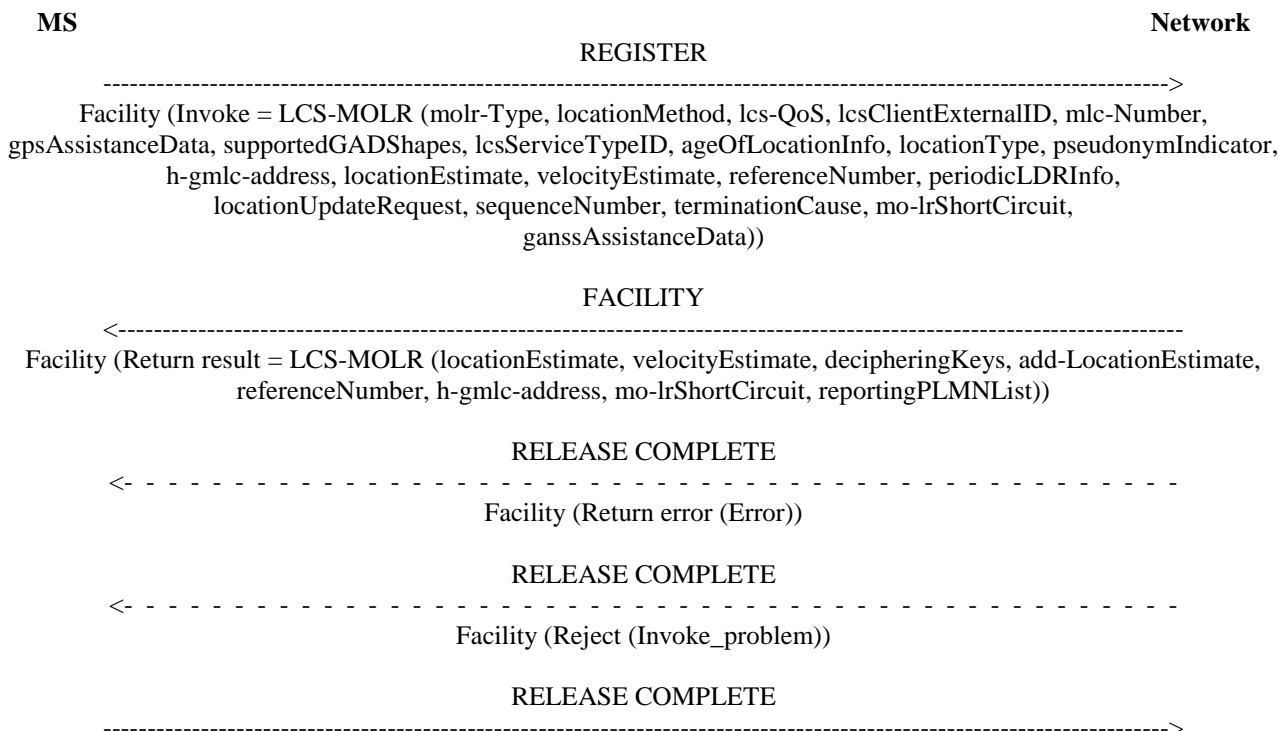 MS Network
REGISTER
------------------------------------------------------------------------------------------------------------------------>
Facility (Invoke = LCS-MOLR (molr-Type, locationMethod, lcs-QoS, lcsClientExternalID, mlc-Number,
gpsAssistanceData, supportedGADShapes, lcsServiceTypeID, ageOfLocationInfo, locationType, pseudonymIndicator,
h-gmlc-address, locationEstimate, velocityEstimate, referenceNumber, periodicLDRInfo,
locationUpdateRequest, sequenceNumber, terminationCause, mo-lrShortCircuit,
ganssAssistanceData))
FACILITY
<------------------------------------------------------------------------------------------------------------------------
Facility (Return result = LCS-MOLR (locationEstimate, velocityEstimate, decipheringKeys, add-LocationEstimate,
referenceNumber, h-gmlc-address, mo-lrShortCircuit, reportingPLMNList))
RELEASE COMPLETE
<- - - - - - - - - - - - - - - - - - - - - - - - - - - - - - - - - - - - - - - - - - - - - - - - -
Facility (Return error (Error))
RELEASE COMPLETE
<- - - - - - - - - - - - - - - - - - - - - - - - - - - - - - - - - - - - - - - - - - - - - - - - -
Facility (Reject (Invoke_problem))
RELEASE COMPLETE
------------------------------------------------------------------------------------------------------------------------>